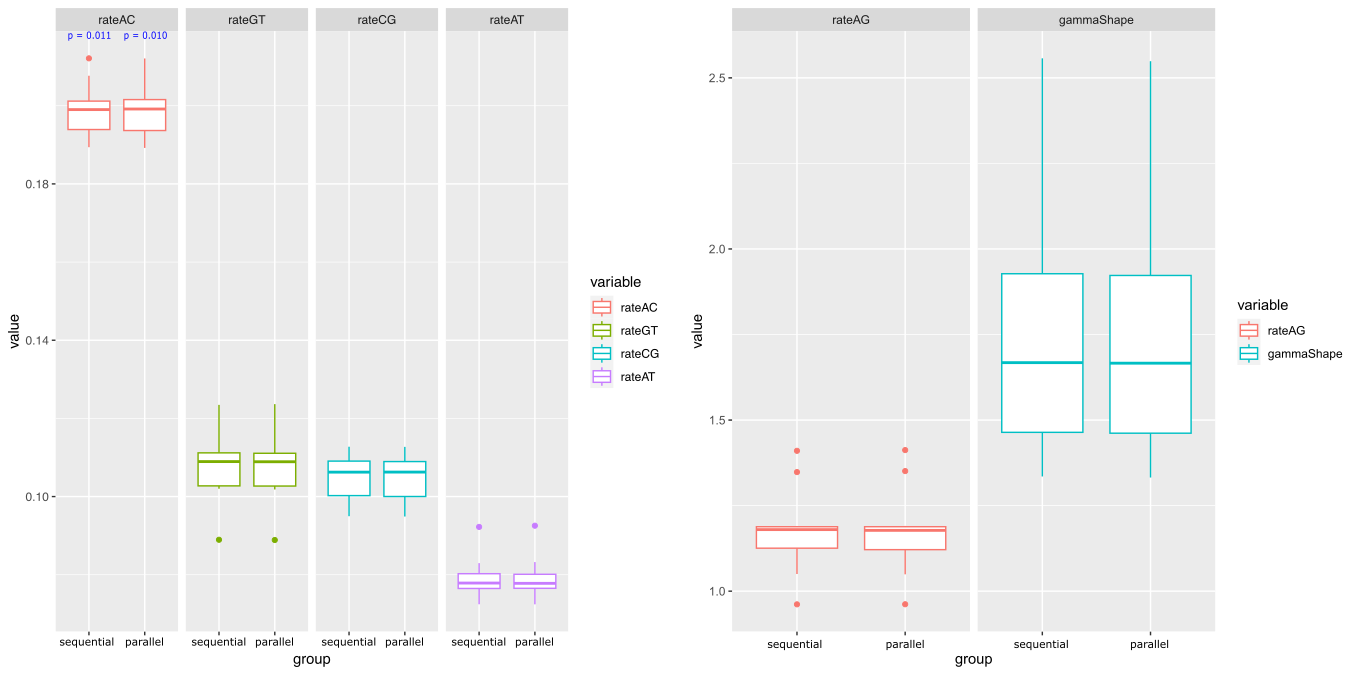 rateAC rateGT rateCG rateAT
p = 0.011 p = 0.010
0.18
0.14
0.10
value
sequential parallel sequential parallel sequential parallel sequential parallel
group
variable
rateAC
rateGT
rateCG
rateAT
rateAG gammaShape
2.5
2.0
1.5
1.0
value
sequential parallel sequential parallel
group
variable
rateAG
gammaShape